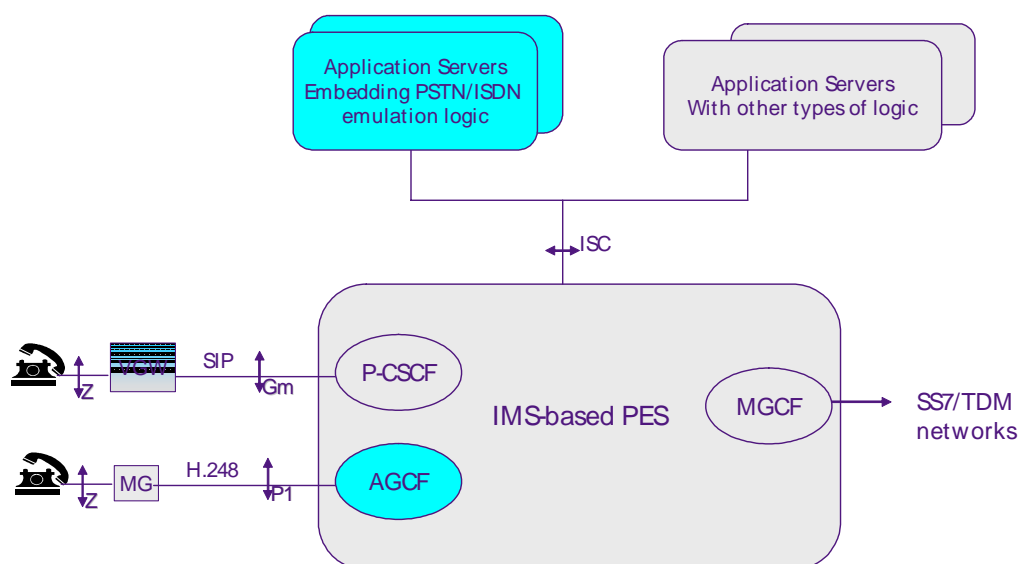 Application Servers
Embedding PSTN/ISDN
emulation logic
Application Servers
With other types of logic
ISC
SIP
VGW
Z
Gm
P-CSCF
IMS-based PES
MGCF
SS7/TDM
networks
H.248
MG
Z
P1
AGCF